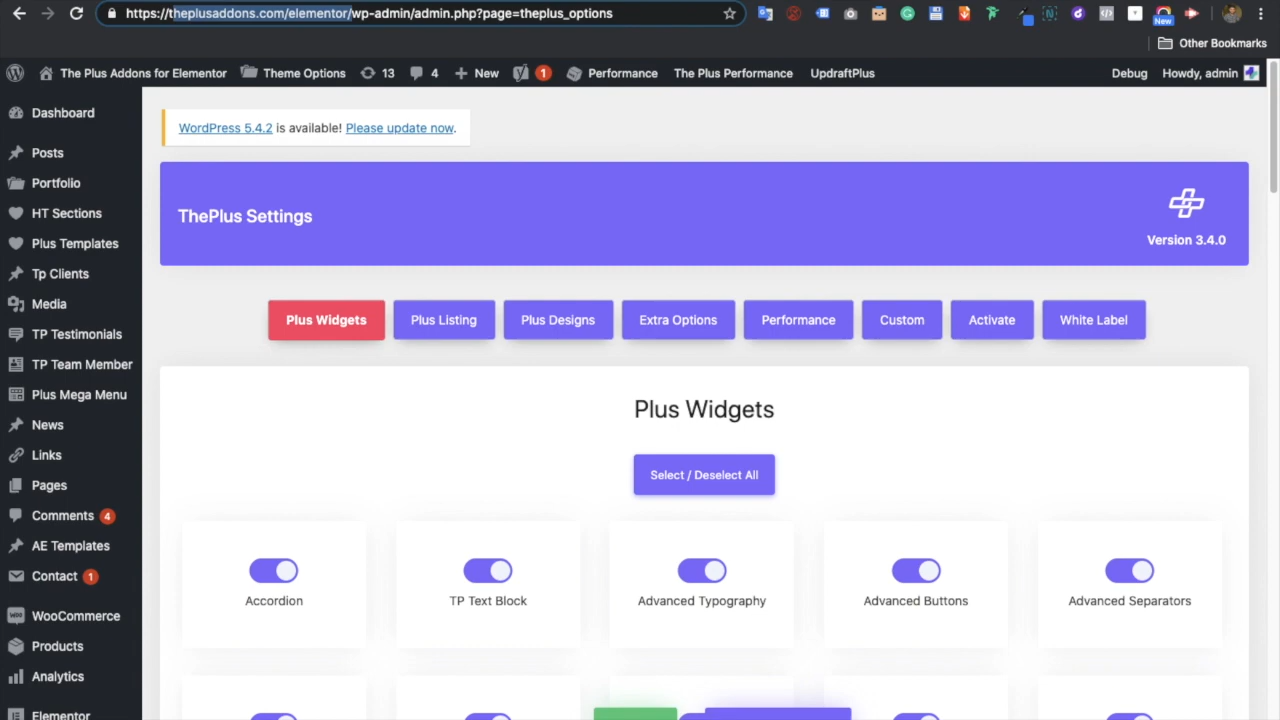 https://theplusaddons.com/elementor/wp-admin/admin.php?page=theplus_options
New
Other Bookmarks
The Plus Addons for Elementor
Theme Options
13
4
New
1
Performance
The Plus Performance
UpdraftPlus
Debug
Howdy, admin
Dashboard
Posts
Portfolio
HT Sections
Plus Templates
Tp Clients
Media
TP Testimonials
TP Team Member
Plus Mega Menu
News
Links
Pages
Comments 4
AE Templates
Contact 1
WooCommerce
Products
Analytics
Elementor
WordPress 5.4.2 is available! Please update now.
ThePlus Settings
Version 3.4.0
Plus Widgets
Plus Listing
Plus Designs
Extra Options
Performance
Custom
Activate
White Label
Plus Widgets
Select / Deselect All
Accordion
TP Text Block
Advanced Typography
Advanced Buttons
Advanced Separators